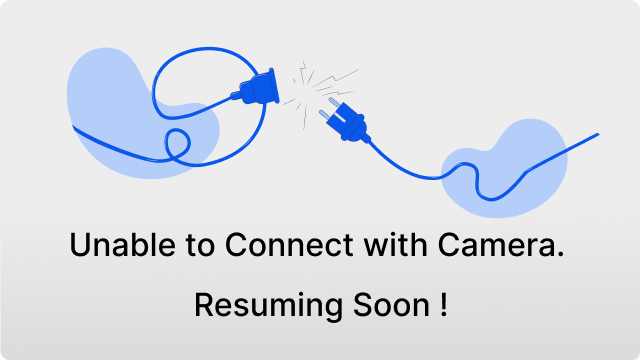 Unable to Connect with Camera.
Resuming Soon !